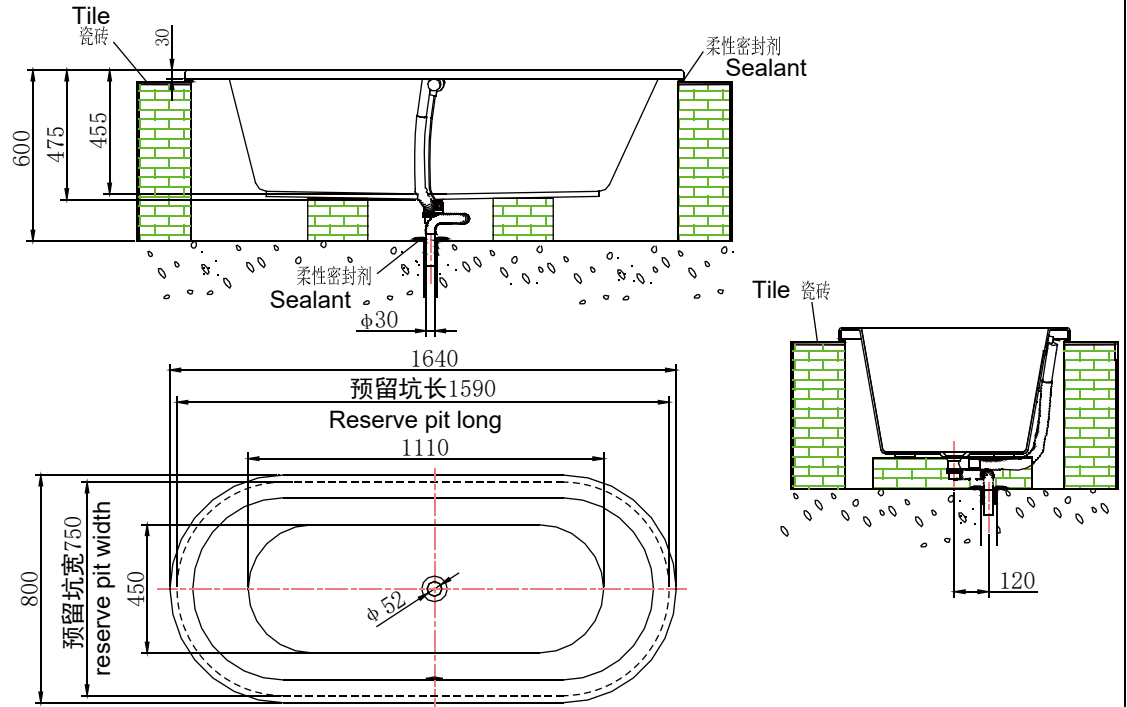 Tile
瓷砖
30
柔性密封剂
Sealant
600
475
455
柔性密封剂
Sealant
φ30
Tile 瓷砖
1640
预留坑长1590
Reserve pit long
1110
800
预留坑宽750
reserve pit width
450
φ 52
120